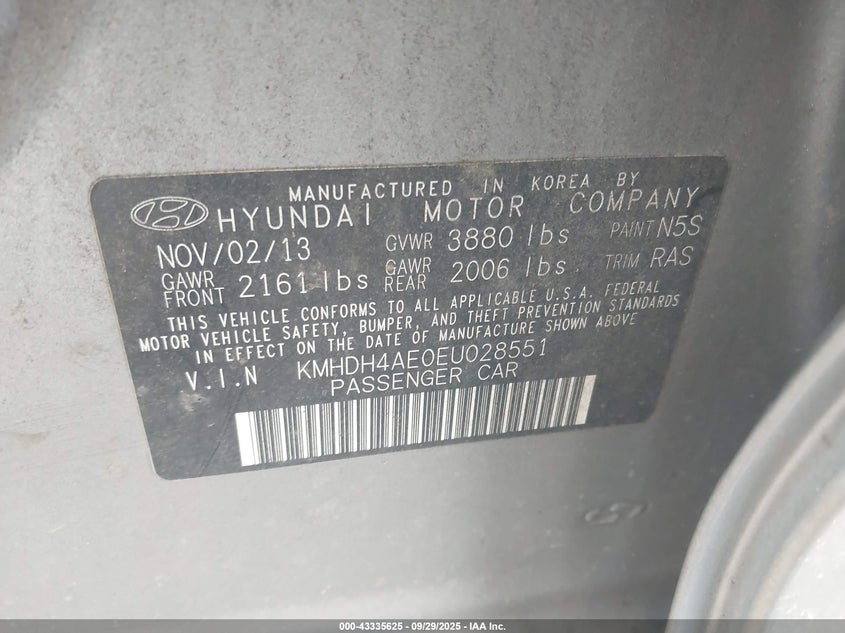 MANUFACTURED IN KOREA BY
HYUNDAI MOTOR COMPANY
NOV/02/13 GVWR 3880 lbs PAINT N5S
GAWR FRONT 2161 lbs GAWR REAR 2006 lbs TRIM RAS
THIS VEHICLE CONFORMS TO ALL APPLICABLE U.S.A. FEDERAL
MOTOR VEHICLE SAFETY, BUMPER, AND THEFT PREVENTION STANDARDS
IN EFFECT ON THE DATE OF MANUFACTURE SHOWN ABOVE
V.I.N KMHDH4AE0EU028551
PASSENGER CAR
000-43335625 - 09/29/2025 - IAA Inc.